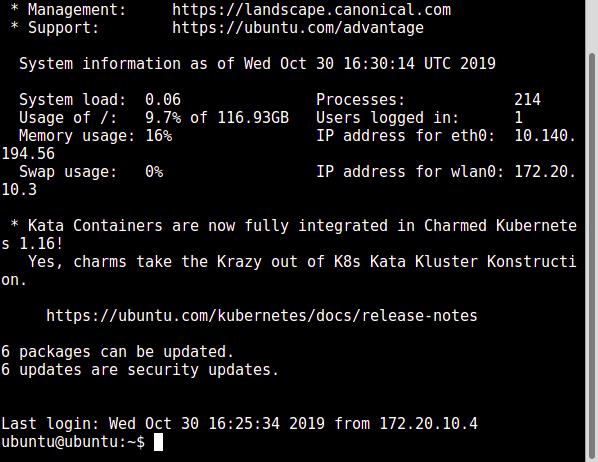 * Management:     https://landscape.canonical.com
* Support:        https://ubuntu.com/advantage
System information as of Wed Oct 30 16:30:14 UTC 2019
System load:  0.06                Processes:            214
Usage of /:   9.7% of 116.93GB   Users logged in:      1
Memory usage: 16%                IP address for eth0:  10.140.
194.56
Swap usage:   0%                 IP address for wlan0: 172.20.
10.3
* Kata Containers are now fully integrated in Charmed Kubernete
s 1.16!
Yes, charms take the Krazy out of K8s Kata Kluster Konstructi
on.
https://ubuntu.com/kubernetes/docs/release-notes
6 packages can be updated.
6 updates are security updates.
Last login: Wed Oct 30 16:25:34 2019 from 172.20.10.4
ubuntu@ubuntu:~$